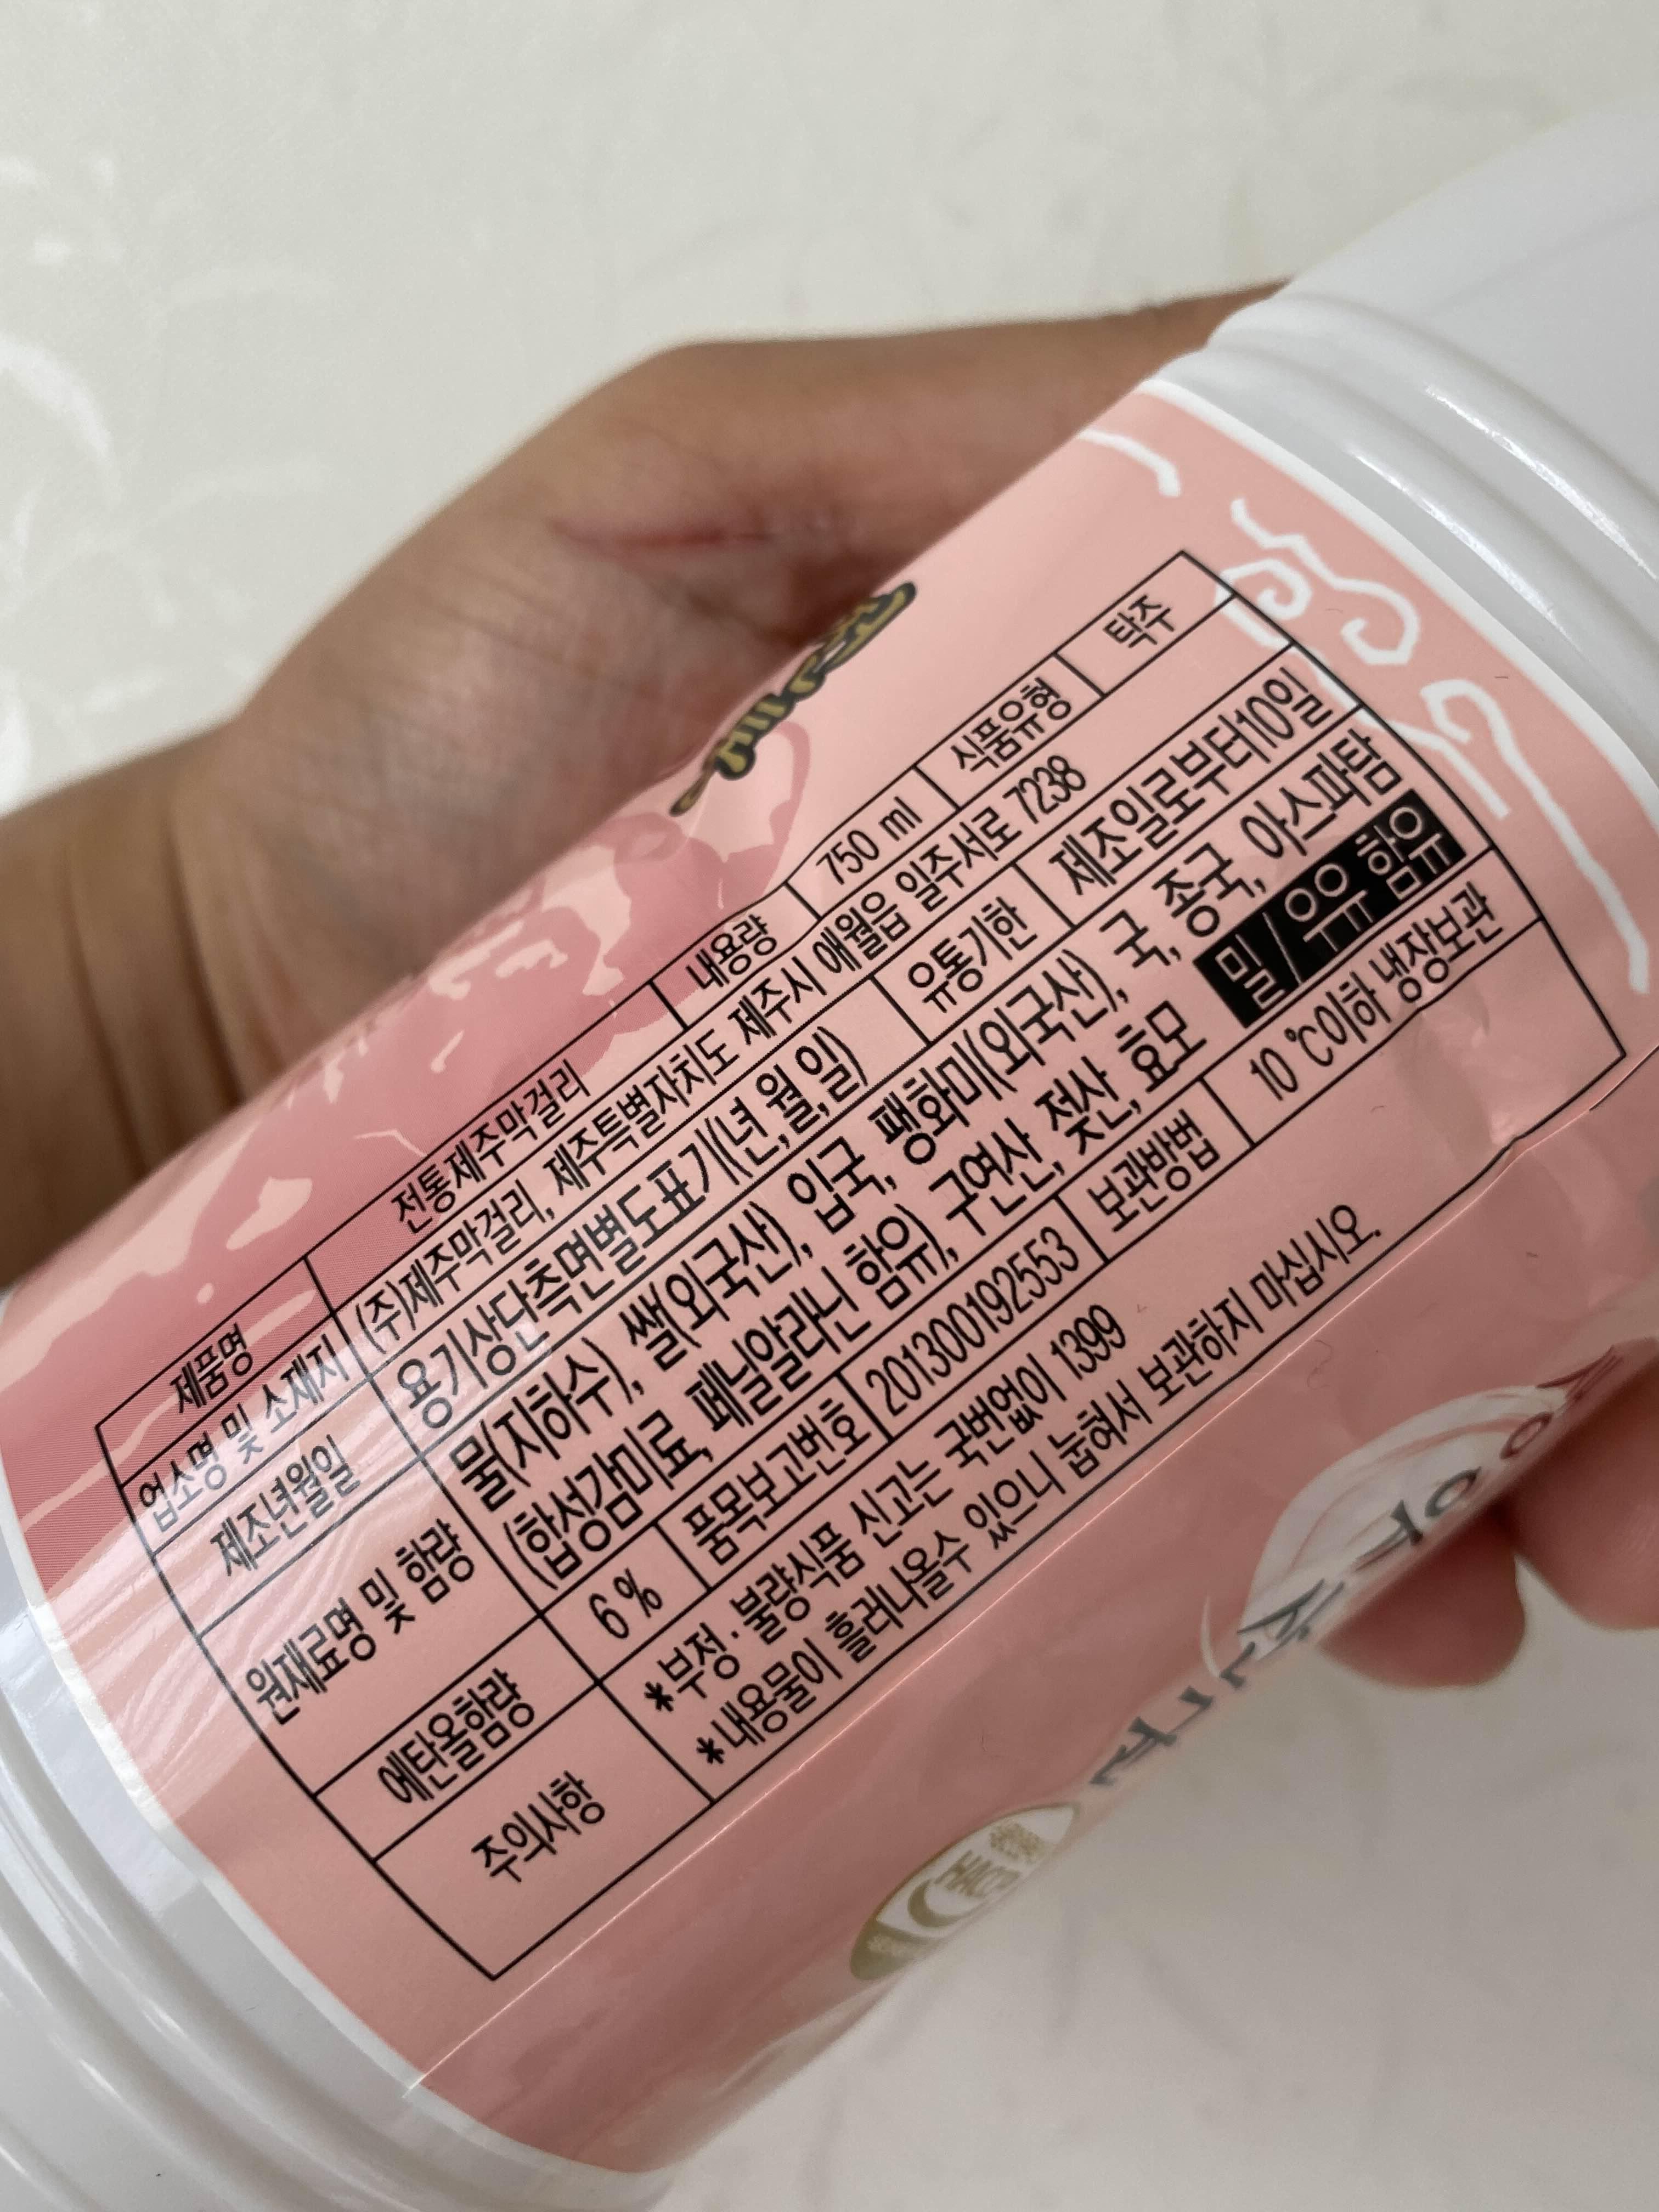 제품명 전통제주막걸리 내용량 750 ml 식품유형 탁주
업소명 및 소재지 (주)제주막걸리, 제주특별자치도 제주시 애월읍 일주서로 7238
제조년월일 용기상단측면별도표기(년,월,일) 유통기한 제조일로부터10일
원재료명 및 함량 물(지하수), 쌀(외국산), 입국, 팽화미(외국산), 국, 종국, 아스파탐
(합성감미료, 페닐알라닌 함유), 구연산, 젖산, 효모 밀/우유 함유
에탄올함량 6% 품목보고번호 201300192553 보관방법 10 ℃이하 냉장보관
주의사항 *부정·불량식품 신고는 국번없이 1399
*내용물이 흘러나올수 있으니 눕혀서 보관하지 마십시오.
HACCP